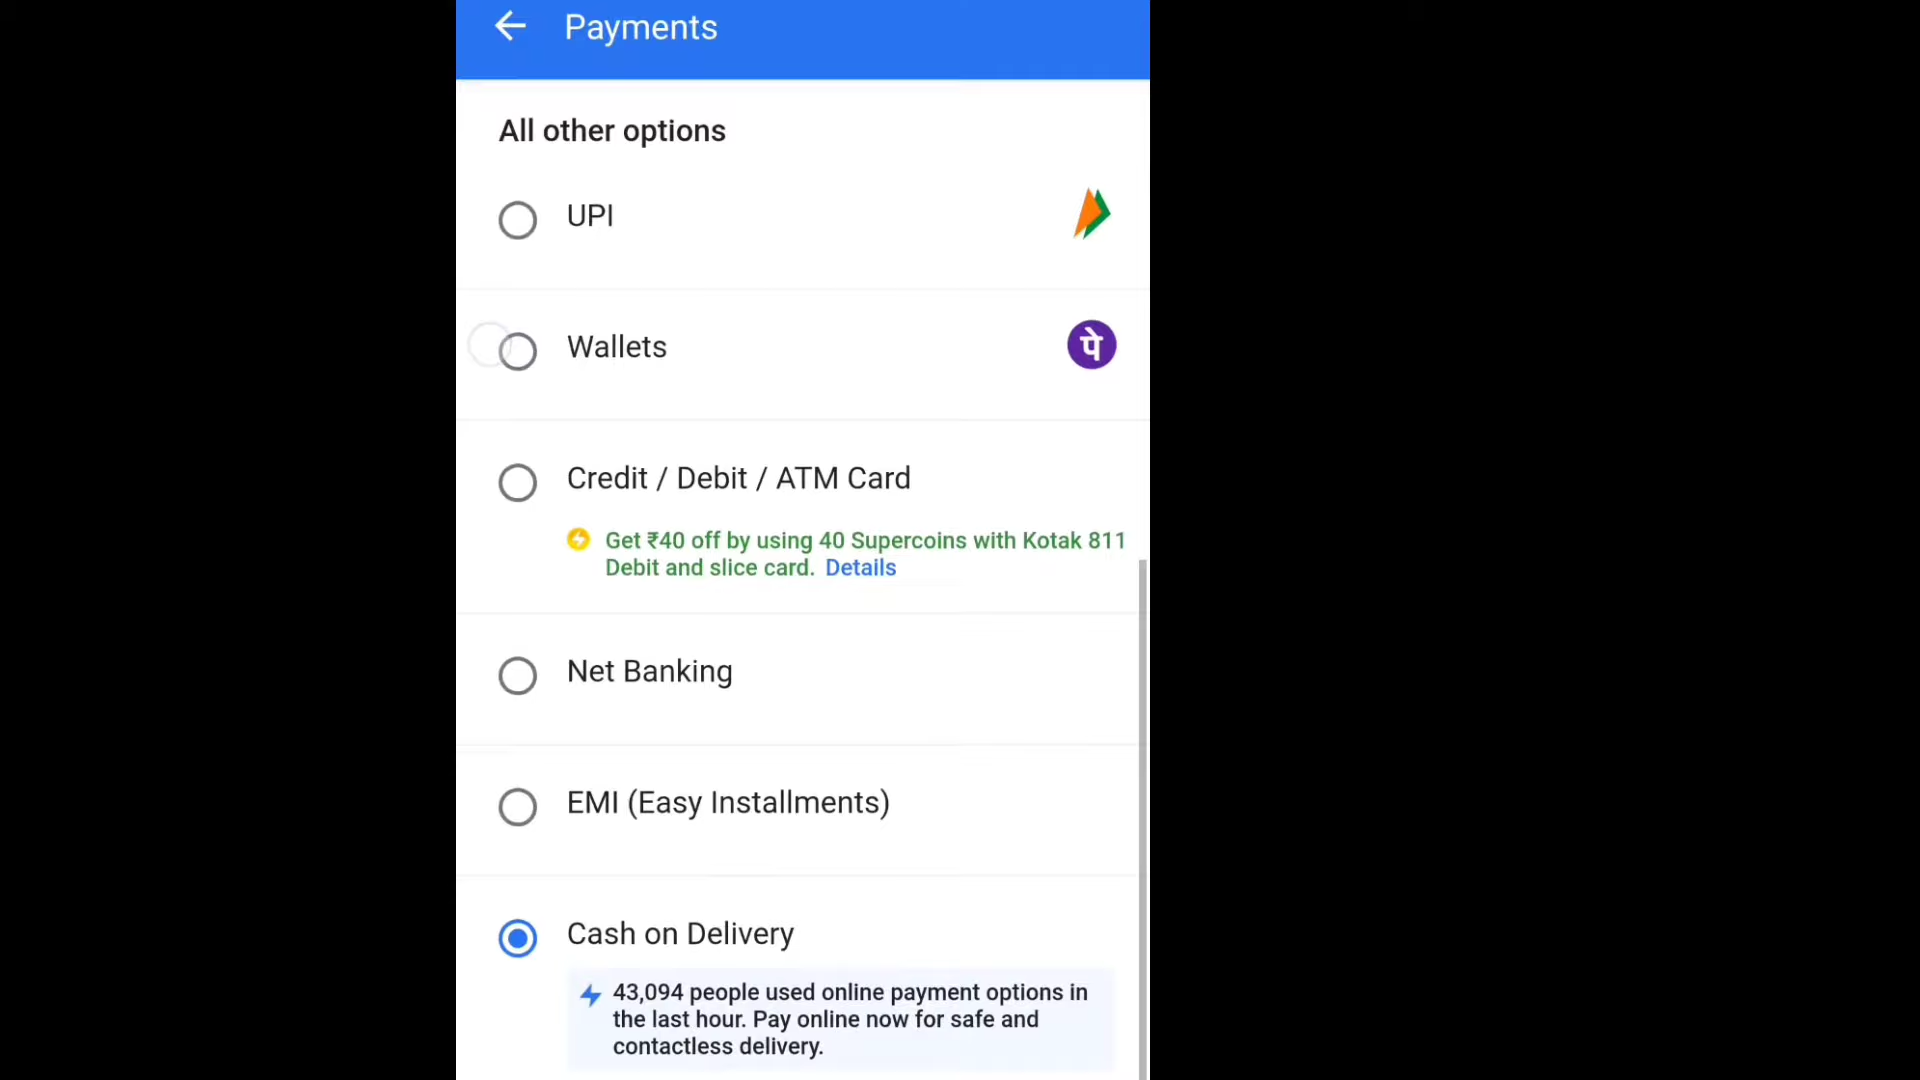 Payments
All other options
UPI
Wallets
पे
Credit / Debit / ATM Card
Get ₹40 off by using 40 Supercoins with Kotak 811
Debit and slice card. Details
Net Banking
EMI (Easy Installments)
Cash on Delivery
43,094 people used online payment options in
the last hour. Pay online now for safe and
contactless delivery.